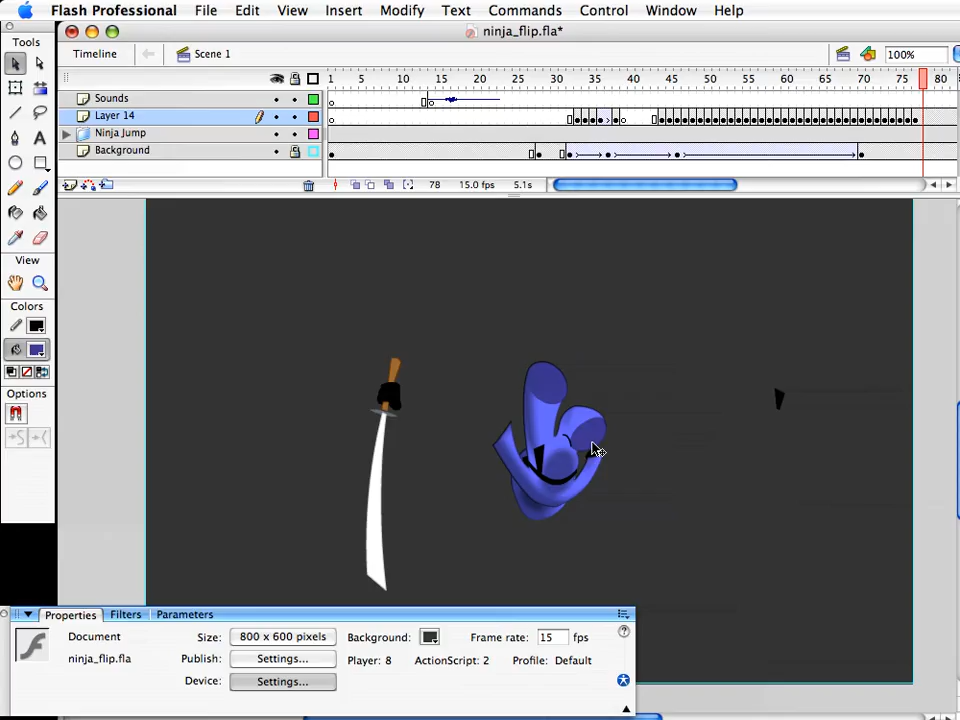 Flash Professional File Edit View Insert Modify Text Commands Control Window Help
ninja_flip.fla*
Tools
Timeline
Scene 1
100%
1 5 10 15 20 25 30 35 40 45 50 55 60 65 70 75 80
Sounds
Layer 14
Ninja Jump
Background
78 15.0 fps 5.1s
A
View
Colors
Options
Properties Filters Parameters
Document Size: 800 x 600 pixels Background: Frame rate: 15 fps
ninja_flip.fla Publish: Settings... Player: 8 ActionScript: 2 Profile: Default
Device: Settings...